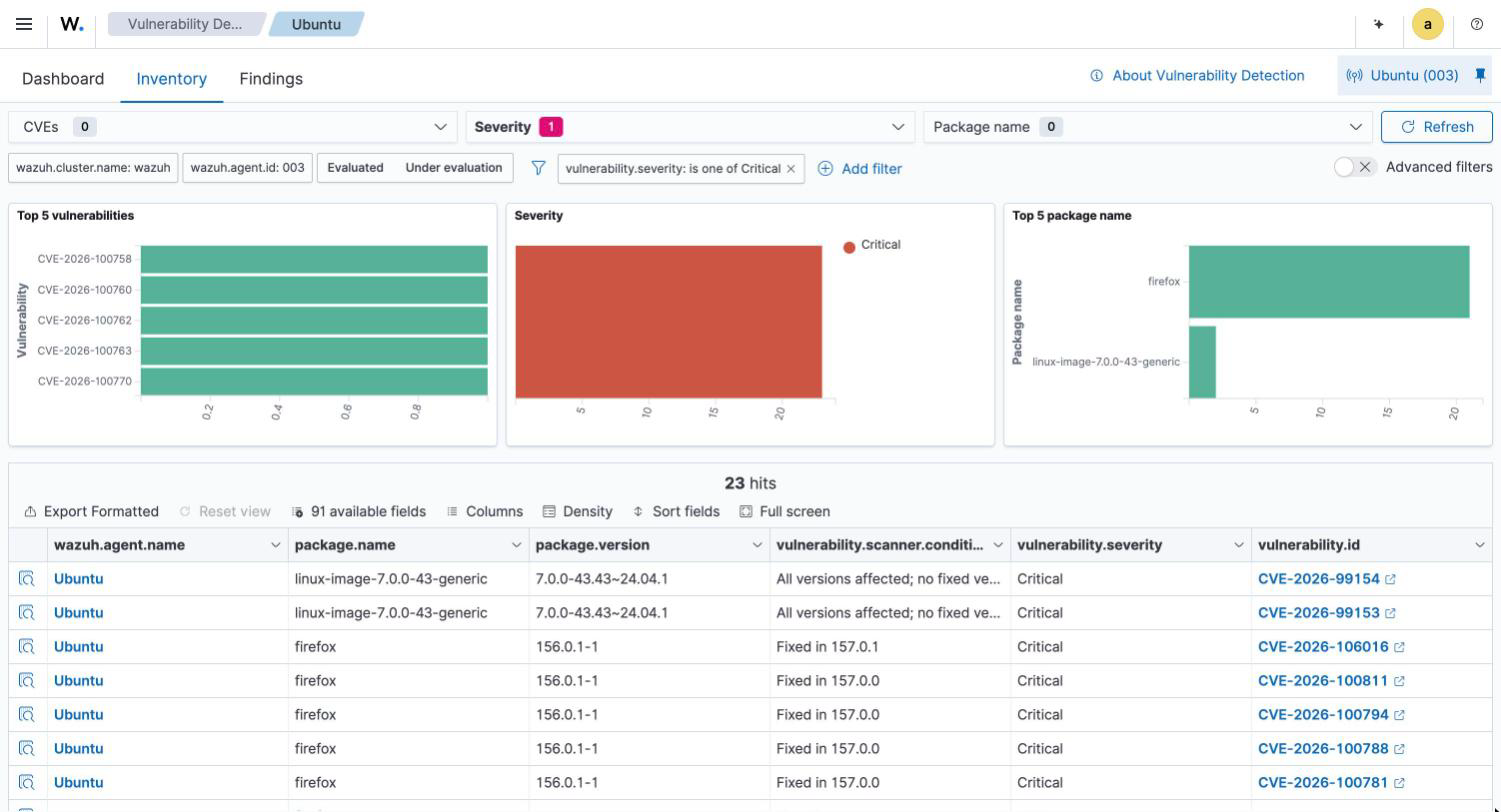 W. Vulnerability De... Ubuntu a
Dashboard Inventory Findings About Vulnerability Detection Ubuntu (003)
CVEs 0 Severity 1 Package name 0 Refresh
wazuh.cluster.name: wazuh wazuh.agent.id: 003 Evaluated Under evaluation vulnerability.severity: is one of Critical Add filter Advanced filters
Top 5 vulnerabilities
Vulnerability
CVE-2026-100758
CVE-2026-100760
CVE-2026-100762
CVE-2026-100763
CVE-2026-100770
0.2 0.4 0.6 0.8
Severity
Critical
5 10 15 20
Top 5 package name
Package name
firefox
linux-image-7.0.0-43-generic
5 10 15 20
23 hits
Export Formatted Reset view 91 available fields Columns Density Sort fields Full screen
wazuh.agent.name package.name package.version vulnerability.scanner.conditi... vulnerability.severity vulnerability.id
Ubuntu linux-image-7.0.0-43-generic 7.0.0-43.43~24.04.1 All versions affected; no fixed ve... Critical CVE-2026-99154
Ubuntu linux-image-7.0.0-43-generic 7.0.0-43.43~24.04.1 All versions affected; no fixed ve... Critical CVE-2026-99153
Ubuntu firefox 156.0.1-1 Fixed in 157.0.1 Critical CVE-2026-106016
Ubuntu firefox 156.0.1-1 Fixed in 157.0.0 Critical CVE-2026-100811
Ubuntu firefox 156.0.1-1 Fixed in 157.0.0 Critical CVE-2026-100794
Ubuntu firefox 156.0.1-1 Fixed in 157.0.0 Critical CVE-2026-100788
Ubuntu firefox 156.0.1-1 Fixed in 157.0.0 Critical CVE-2026-100781